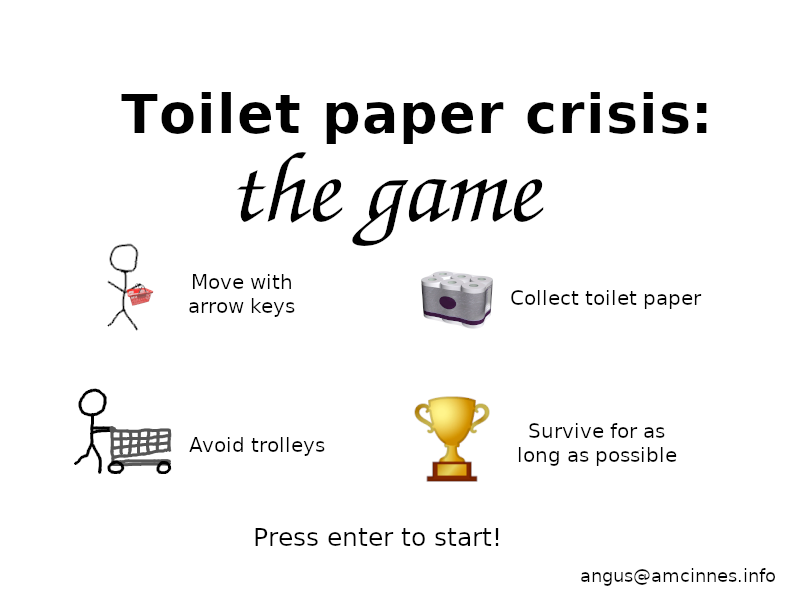 Toilet paper crisis:
the game
Move with
arrow keys
Collect toilet paper
Avoid trolleys
Survive for as
long as possible
Press enter to start!
angus@amcinnes.info